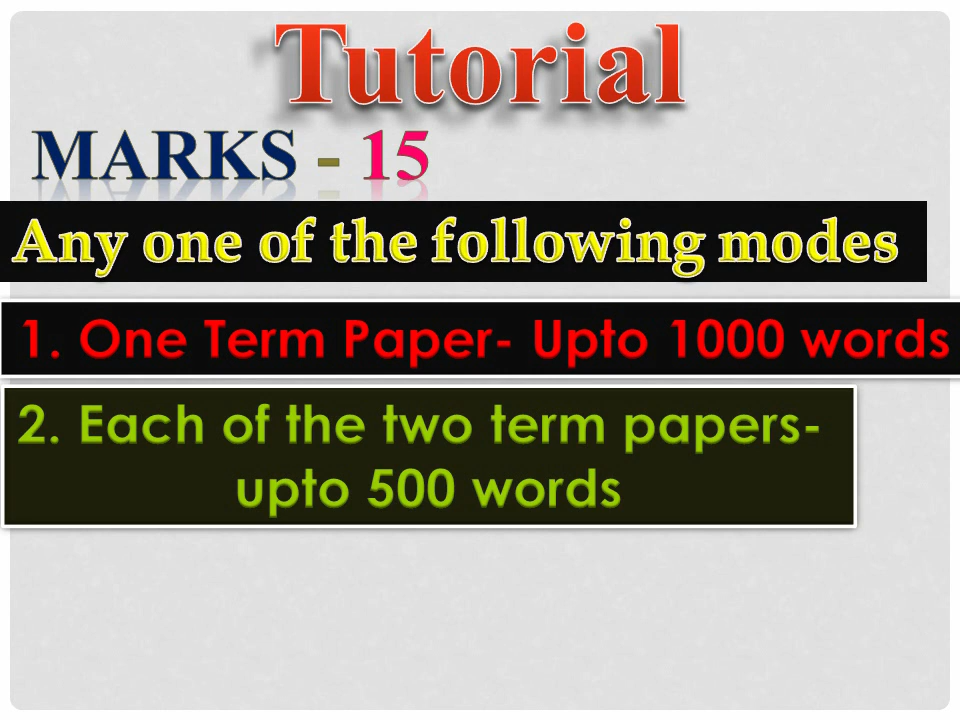 Tutorial
MARKS - 15
Any one of the following modes
1. One Term Paper- Upto 1000 words
2. Each of the two term papers-
upto 500 words